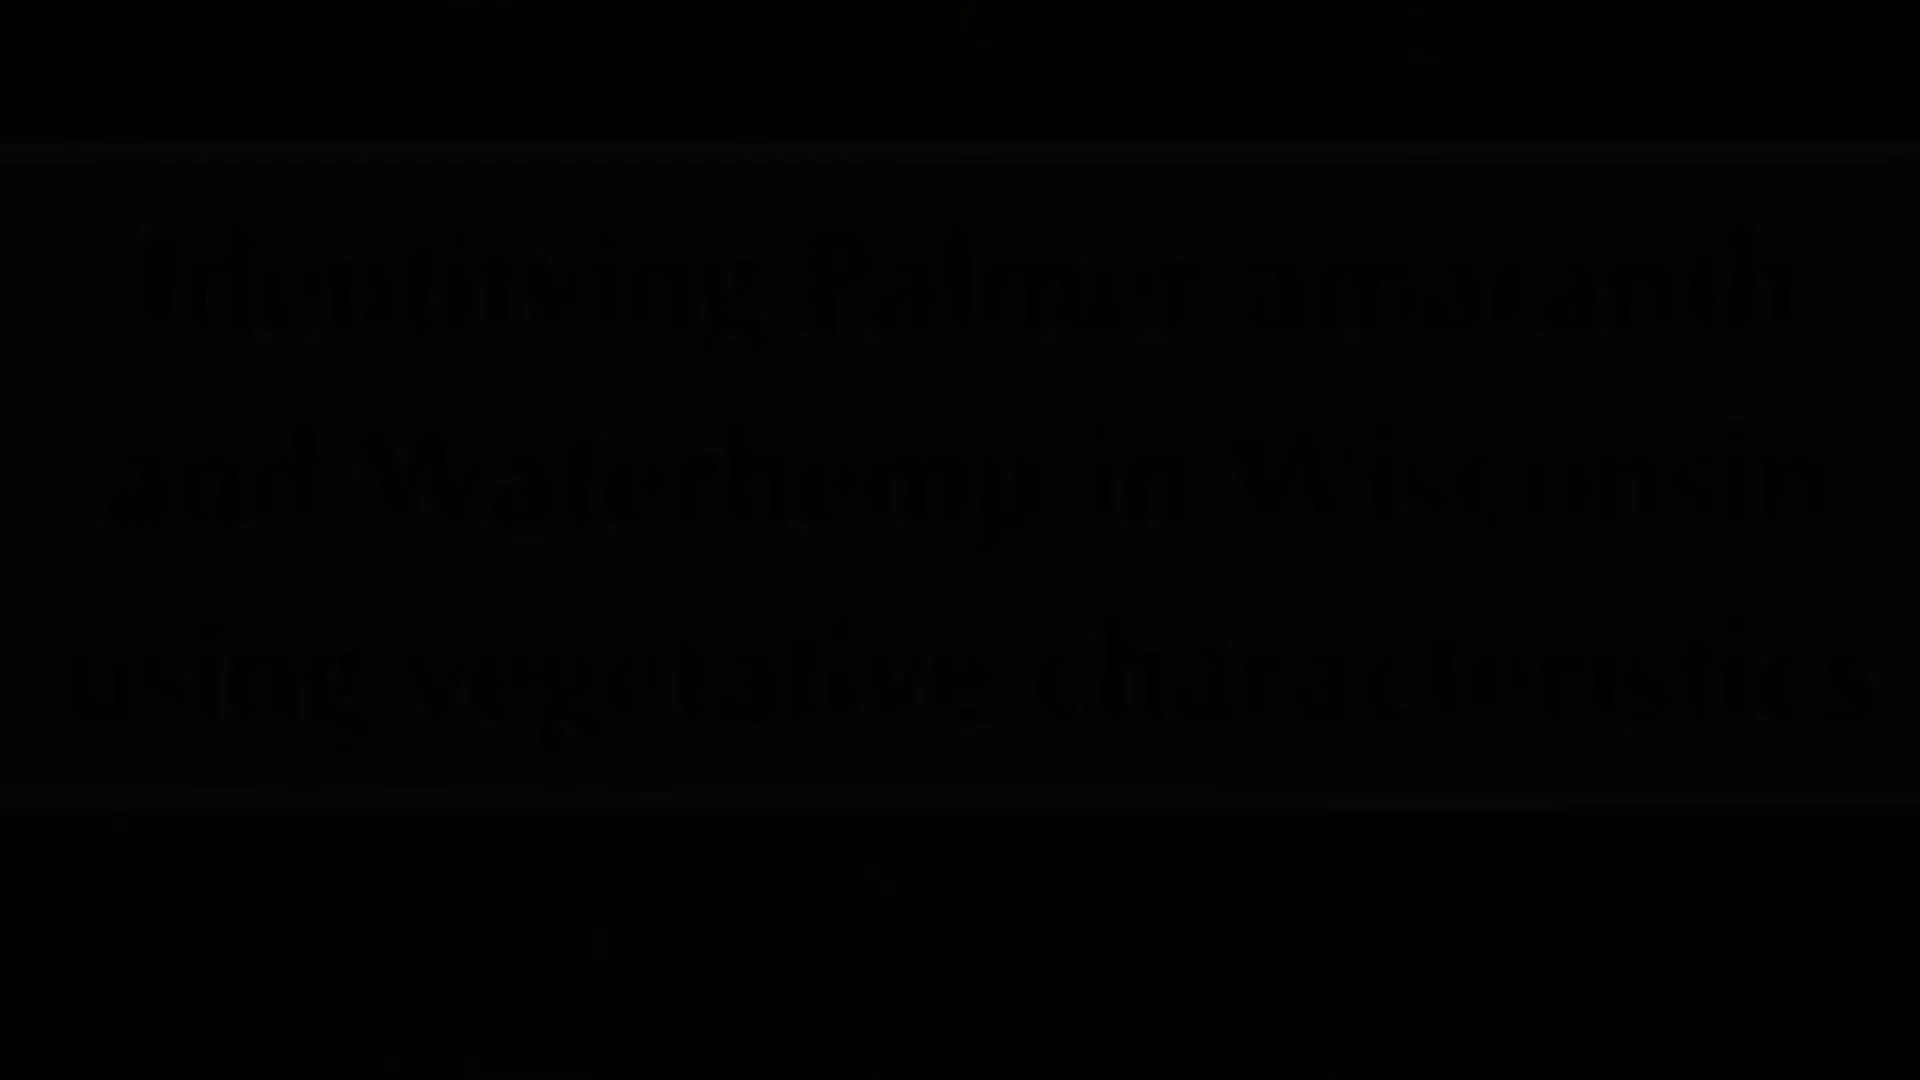 Identifying Palmer amaranth
and Waterhemp in Wisconsin
using vegetative characteristics